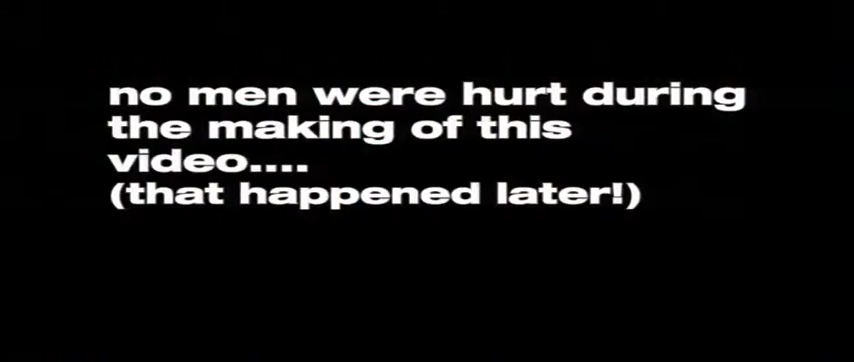 no men were hurt during
the making of this
video....
(that happened later!)